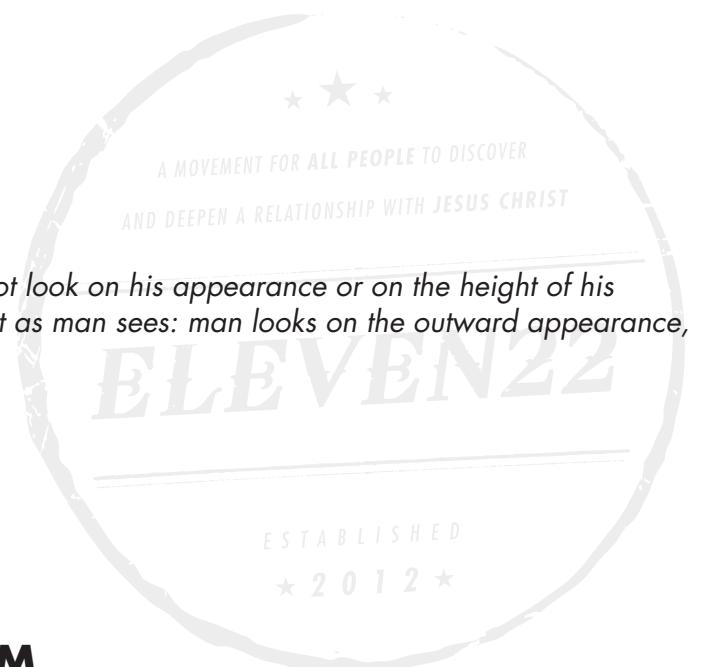 A MOVEMENT FOR ALL PEOPLE TO DISCOVER
AND DEEPEN A RELATIONSHIP WITH JESUS CHRIST
look on his appearance or on the height of his
as man sees: man looks on the outward appearance,
ELEVEN22
ESTABLISHED
2012